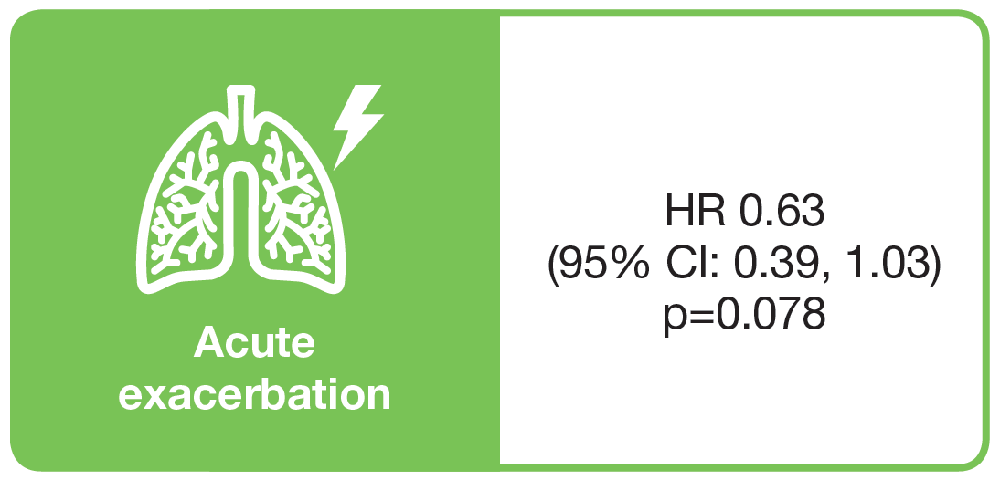 Acute
exacerbation
HR 0.63
(95% CI: 0.39, 1.03)
p=0.078